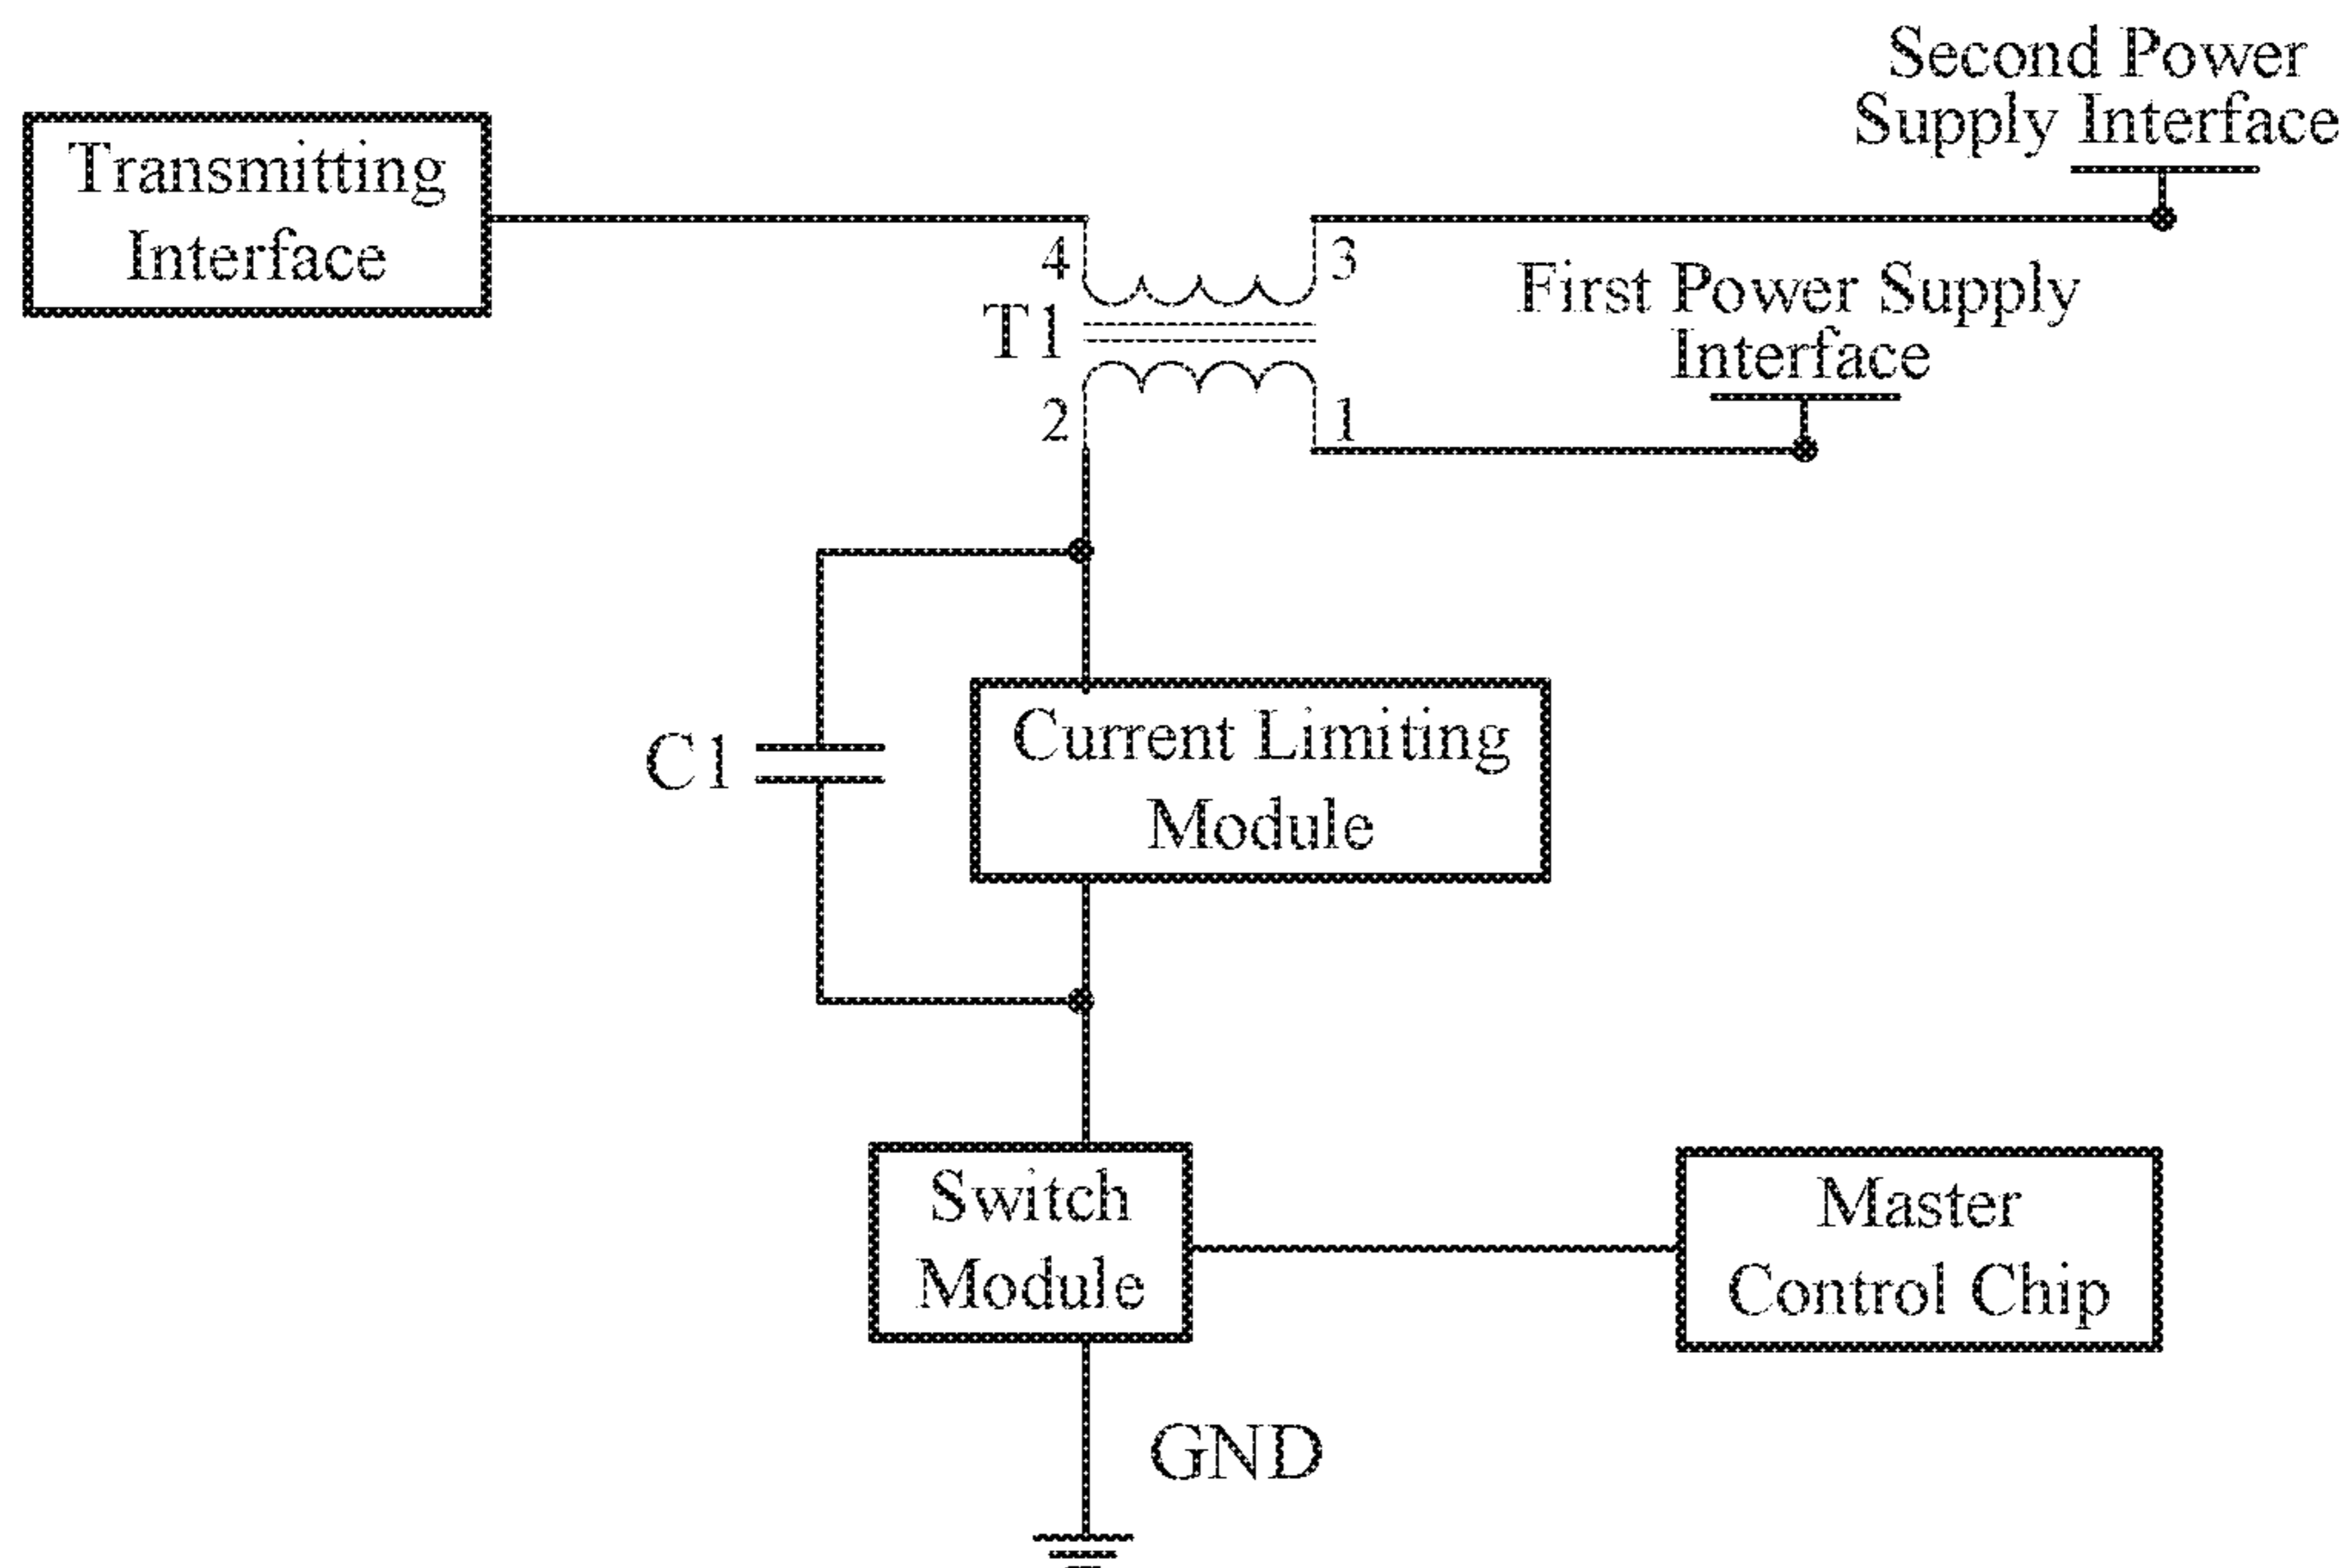 Second Power
Supply Interface
Transmitting
Interface
4
3
First Power Supply
Interface
T1
2
1
C1
Current Limiting
Module
Switch
Module
Master
Control Chip
GND